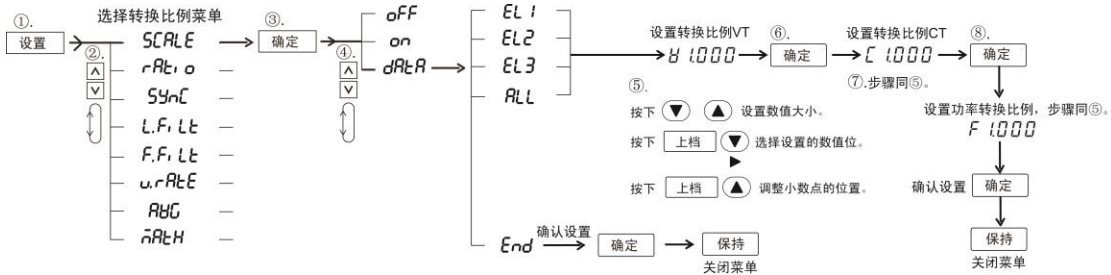 选择转换比例菜单
①.
设置
②.
SCALE
rAtio
SYnC
L.FiLt
F.FiLt
u.rAtE
AVG
MAtH
③.
确定
④.
oFF
on
dAtA
EL1
EL2
EL3
ALL
End
确认设置
确定
保持
关闭菜单
设置转换比例VT
V 1.000
⑤.
按下 ▼ ▲ 设置数值大小。
按下 上档 ▼ 选择设置的数值位。
▶
按下 上档 ▲ 调整小数点的位置。
⑥.
确定
设置转换比例CT
C 1.000
⑦.步骤同⑤。
⑧.
确定
设置功率转换比例，步骤同⑤。
F 1.000
确认设置
确定
保持
关闭菜单